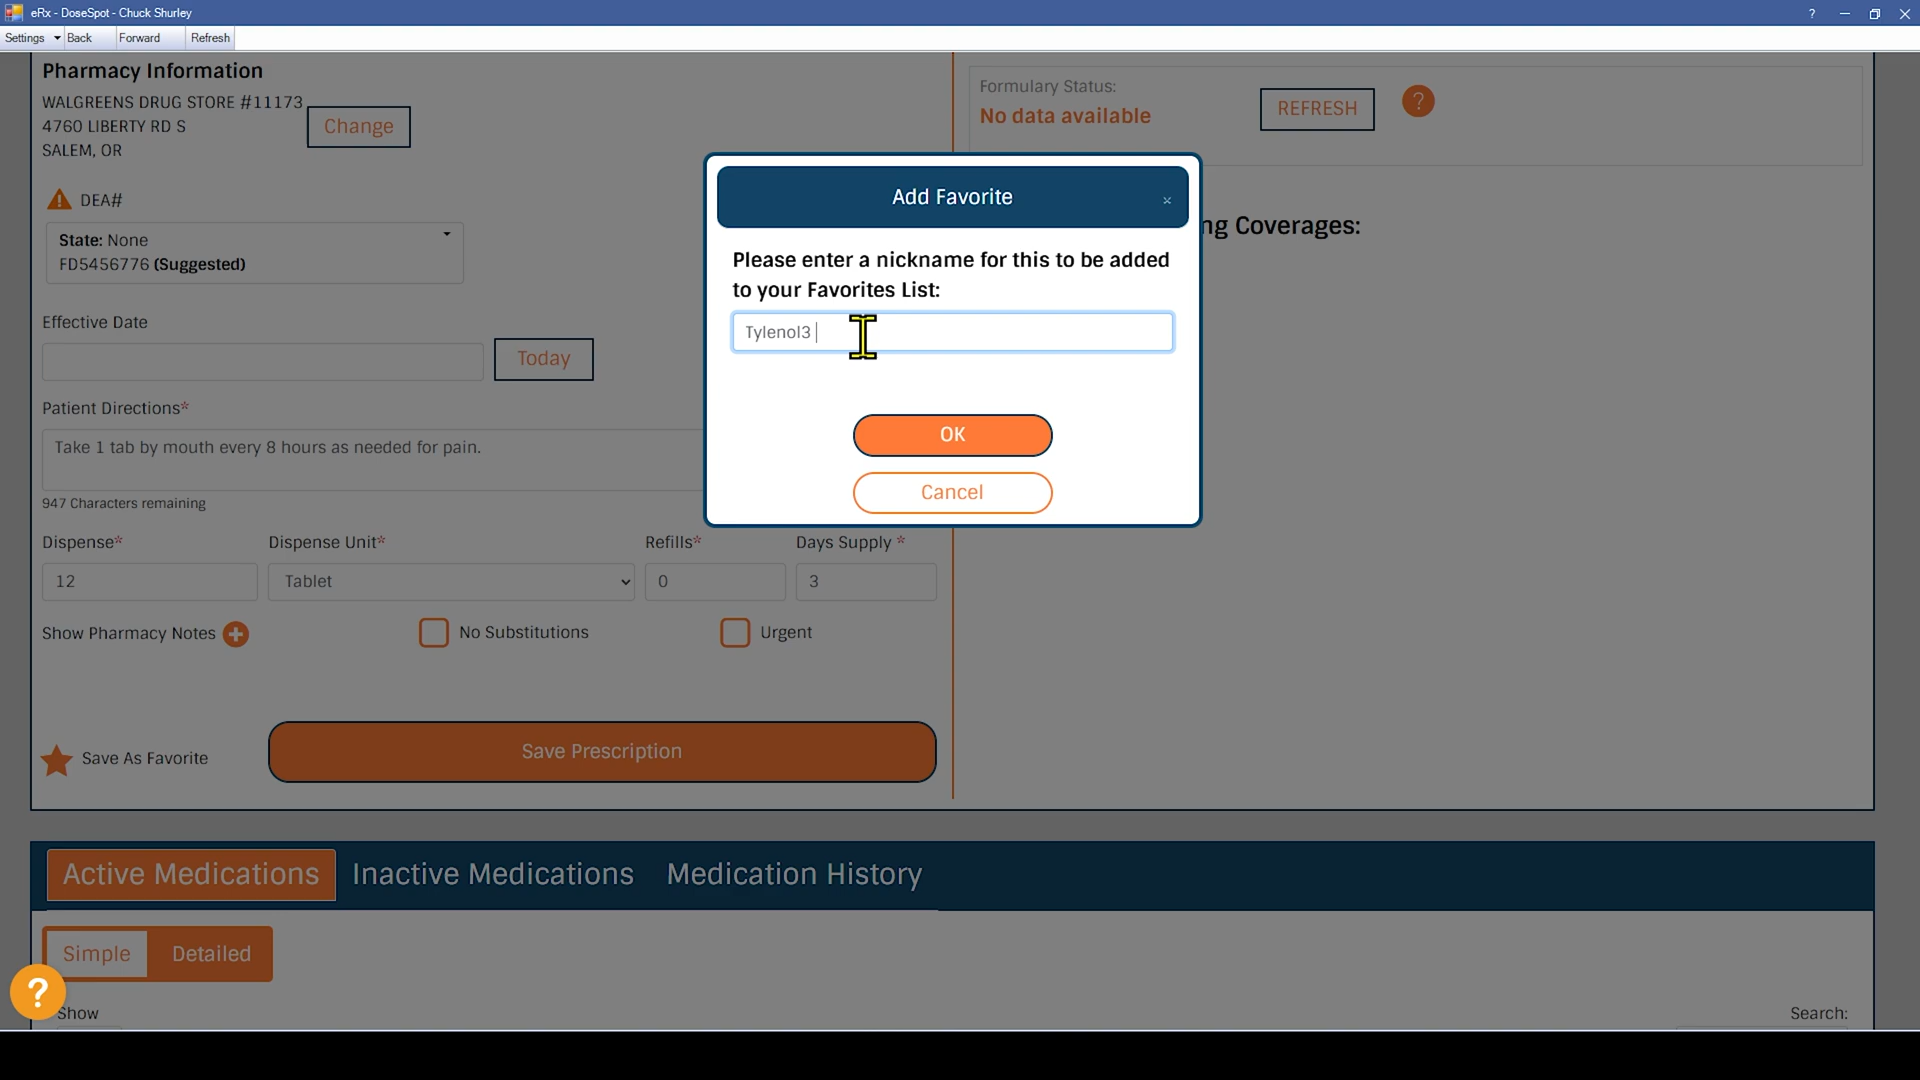 eRx - DoseSpot - Chuck Shurley
?
Settings Back Forward Refresh
Pharmacy Information
WALGREENS DRUG STORE #11173
4760 LIBERTY RD S
SALEM, OR
Change
DEA#
State: None
FD5456776 (Suggested)
Effective Date
Today
Patient Directions*
Take 1 tab by mouth every 8 hours as needed for pain.
947 Characters remaining
Dispense* Dispense Unit* Refills* Days Supply *
12 Tablet 0 3
Show Pharmacy Notes No Substitutions Urgent
Save As Favorite
Save Prescription
Formulary Status:
No data available
REFRESH
?
ng Coverages:
Add Favorite
×
Please enter a nickname for this to be added
to your Favorites List:
Tylenol3
OK
Cancel
Active Medications Inactive Medications Medication History
Simple Detailed
?
Show
Search: